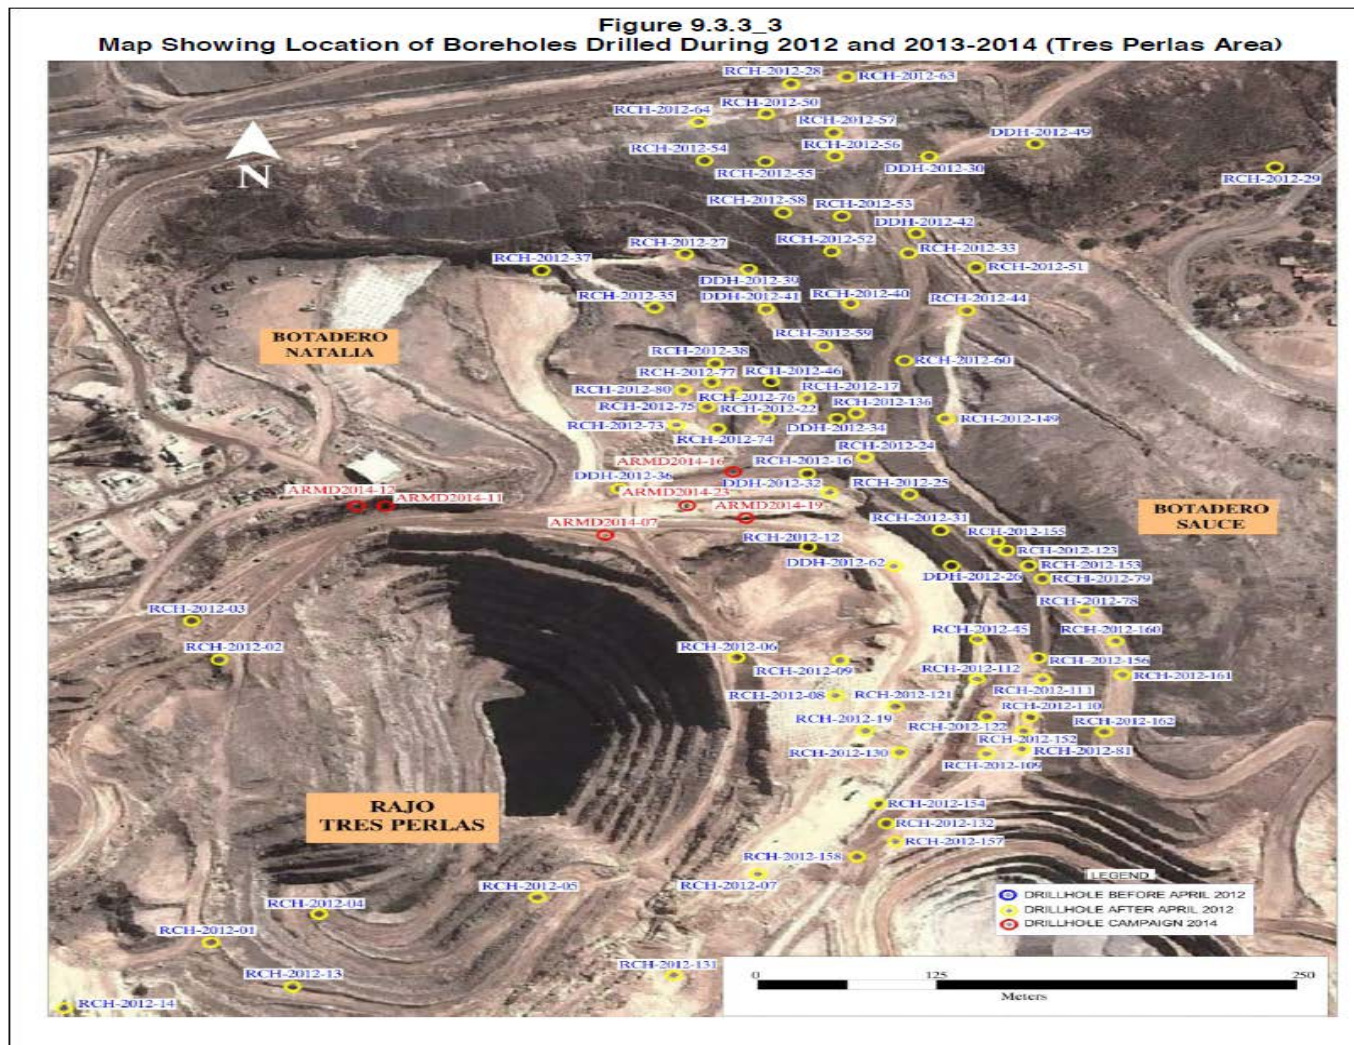 Figure 9.3.3_3
Map Showing Location of Boreholes Drilled During 2012 and 2013-2014 (Tres Perlas Area)
RCH-2012-28
RCH-2012-63
RCH-2012-50
RCH-2012-64
RCH-2012-57
DDH-2012-49
RCH-2012-54
RCH-2012-56
RCH-2012-55
DDH-2012-30
RCH-2012-29
N
RCH-2012-58
RCH-2012-53
DDH-2012-42
RCH-2012-27
RCH-2012-52
RCH-2012-33
RCH-2012-37
RCH-2012-51
DDH-2012-39
RCH-2012-35
DDH-2012-41
RCH-2012-40
RCH-2012-44
BOTADERO
NATALIA
RCH-2012-59
RCH-2012-38
RCH-2012-60
RCH-2012-77
RCH-2012-46
RCH-2012-80
RCH-2012-76
RCH-2012-17
RCH-2012-75
RCH-2012-22
RCH-2012-136
RCH-2012-149
RCH-2012-73
RCH-2012-74
DDH-2012-34
RCH-2012-24
ARMD2014-16
RCH-2012-16
DDH-2012-36
DDH-2012-32
ARMD2014-12
ARMD2014-11
ARMD2014-23
RCH-2012-25
ARMD2014-19
BOTADERO
SAUCE
ARMD2014-07
RCH-2012-31
RCH-2012-155
RCH-2012-12
RCH-2012-123
DDH-2012-62
DDH-2012-26
RCH-2012-153
RCH-2012-79
RCH-2012-03
RCH-2012-78
RCH-2012-02
RCH-2012-06
RCH-2012-45
RCH-2012-160
RCH-2012-09
RCH-2012-112
RCH-2012-156
RCH-2012-161
RCH-2012-08
RCH-2012-121
RCH-2012-111
RCH-2012-110
RCH-2012-19
RCH-2012-122
RCH-2012-162
RCH-2012-152
RCH-2012-130
RCH-2012-109
RCH-2012-81
RAJO
TRES PERLAS
RCH-2012-154
RCH-2012-132
RCH-2012-157
RCH-2012-158
RCH-2012-07
RCH-2012-05
RCH-2012-04
RCH-2012-01
RCH-2012-13
RCH-2012-131
RCH-2012-14
LEGEND
DRILLHOLE BEFORE APRIL 2012
DRILLHOLE AFTER APRIL 2012
DRILLHOLE CAMPAIGN 2014
0 125 250
Meters